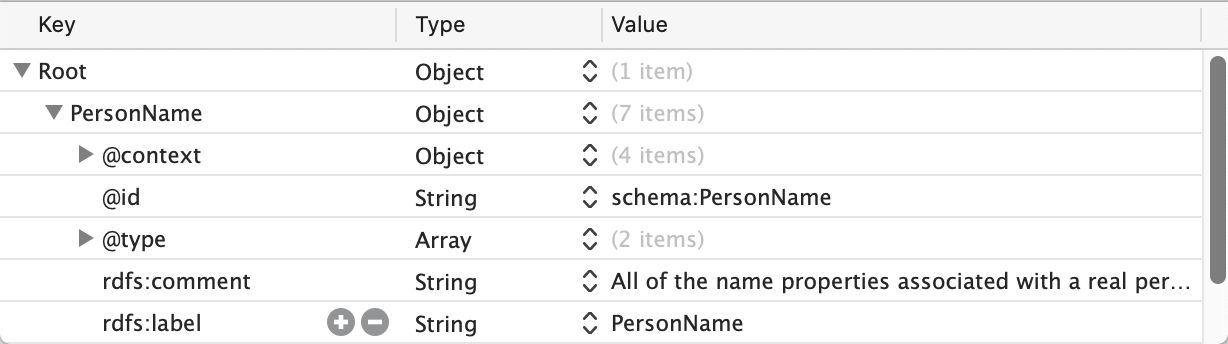 Key Type Value
Root Object (1 item)
PersonName Object (7 items)
@context Object (4 items)
@id String schema:PersonName
@type Array (2 items)
rdfs:comment String All of the name properties associated with a real per...
rdfs:label String PersonName